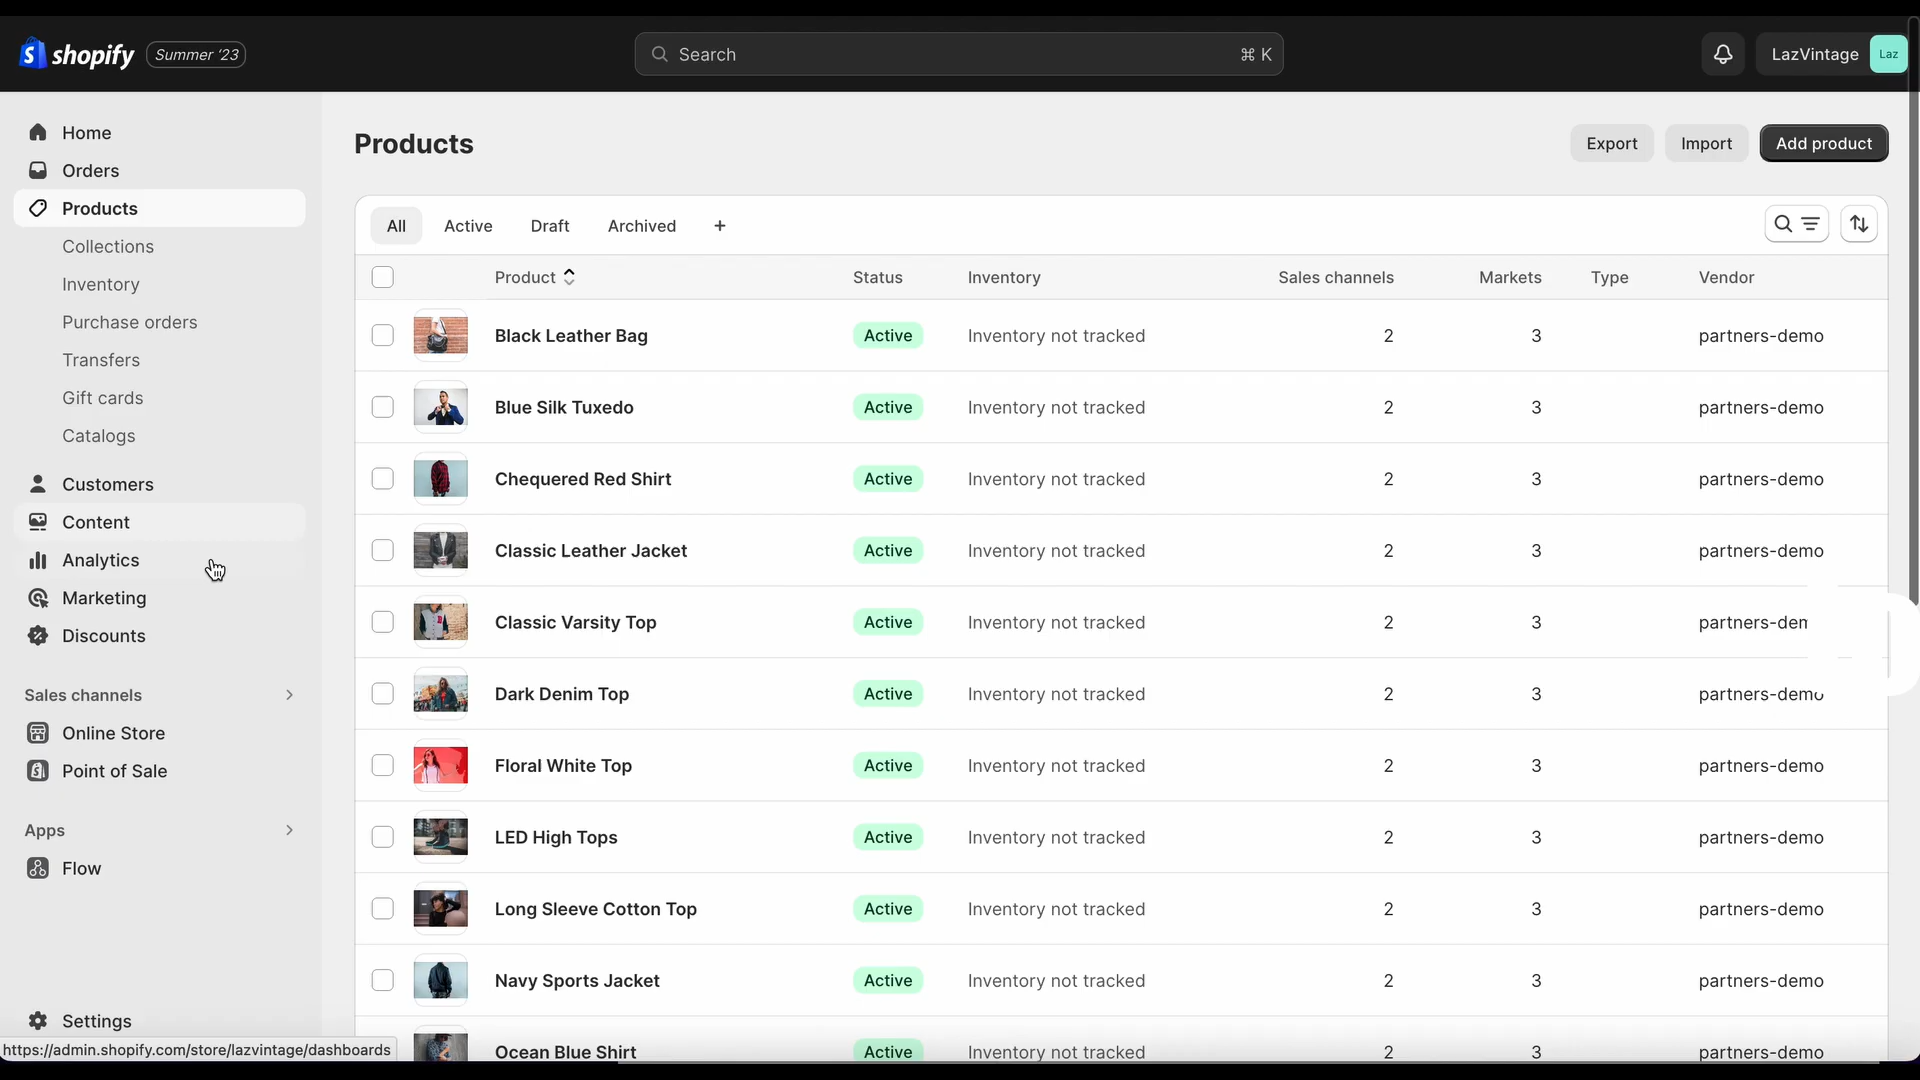 shopify Summer '23
Search ⌘ K
LazVintage Laz
Home
Orders
Products
Collections
Inventory
Purchase orders
Transfers
Gift cards
Catalogs
Customers
Content
Analytics
Marketing
Discounts
Sales channels
Online Store
Point of Sale
Apps
Flow
Settings
https://admin.shopify.com/store/lazvintage/dashboards
Products
Export Import Add product
All Active Draft Archived +
Product Status Inventory Sales channels Markets Type Vendor
Black Leather Bag Active Inventory not tracked 2 3 partners-demo
Blue Silk Tuxedo Active Inventory not tracked 2 3 partners-demo
Chequered Red Shirt Active Inventory not tracked 2 3 partners-demo
Classic Leather Jacket Active Inventory not tracked 2 3 partners-demo
Classic Varsity Top Active Inventory not tracked 2 3 partners-dem
Dark Denim Top Active Inventory not tracked 2 3 partners-demo
Floral White Top Active Inventory not tracked 2 3 partners-demo
LED High Tops Active Inventory not tracked 2 3 partners-demo
Long Sleeve Cotton Top Active Inventory not tracked 2 3 partners-demo
Navy Sports Jacket Active Inventory not tracked 2 3 partners-demo
Ocean Blue Shirt Active Inventory not tracked 2 3 partners-demo